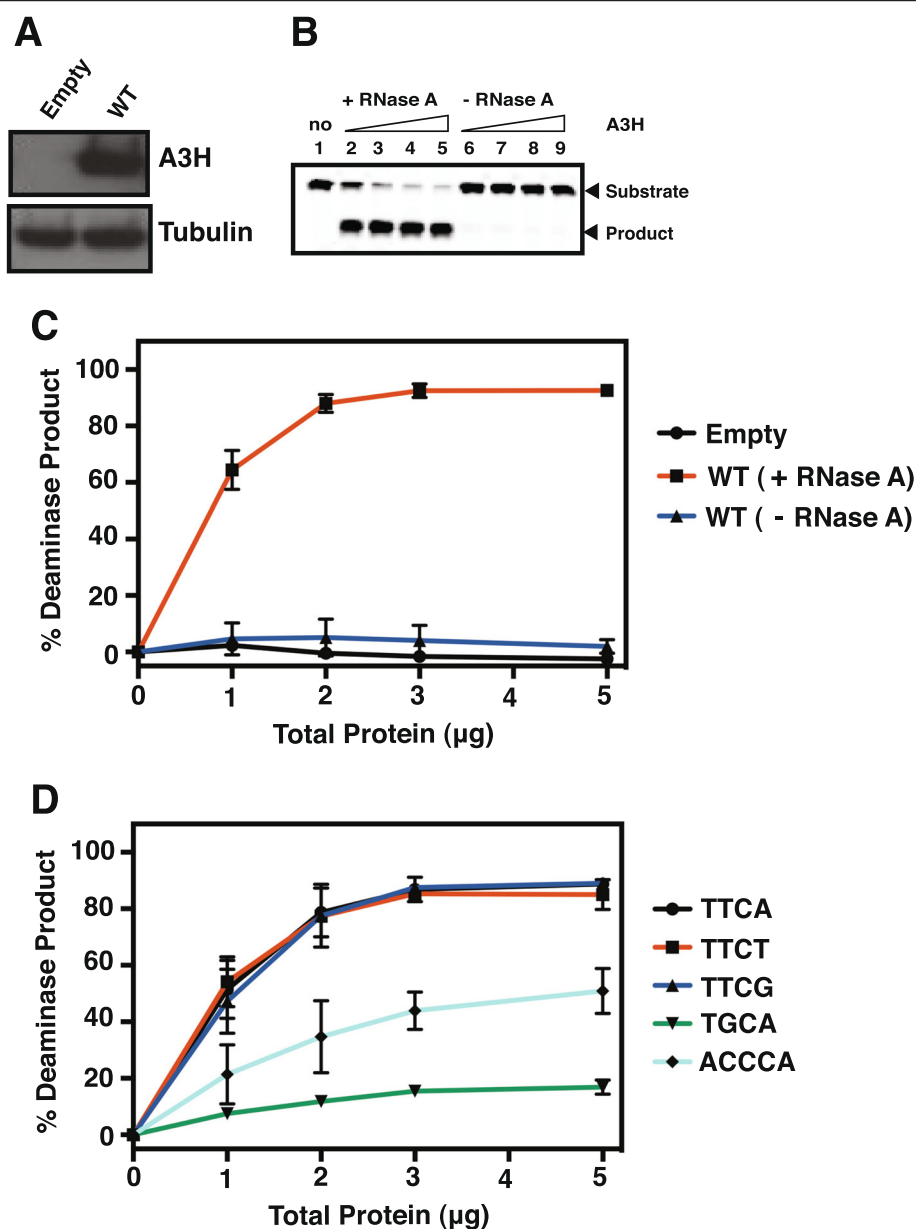 A
Empty
WT
A3H
Tubulin
B
+ RNase A - RNase A
no A3H
1 2 3 4 5 6 7 8 9
Substrate
Product
C
% Deaminase Product
100
80
60
40
20
0
0 1 2 3 4 5
Total Protein (µg)
Empty
WT ( + RNase A)
WT ( - RNase A)
D
% Deaminase Product
100
80
60
40
20
0
0 1 2 3 4 5
Total Protein (µg)
TTCA
TTCT
TTCG
TGCA
ACCCA